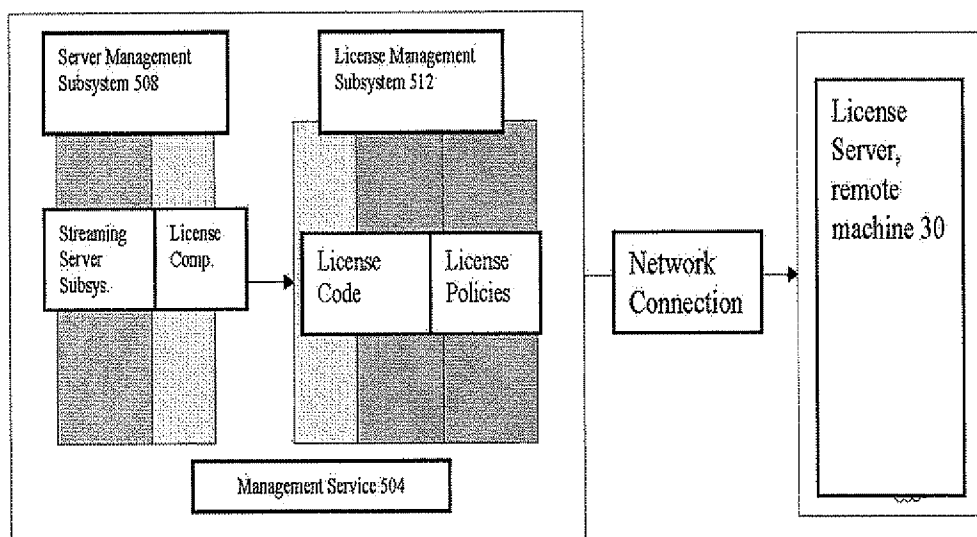 Server Management
Subsystem 508
License Management
Subsystem 512
Streaming
Server
Subsys.
License
Comp.
License
Code
License
Policies
Network
Connection
License
Server,
remote
machine 30
Management Service 504